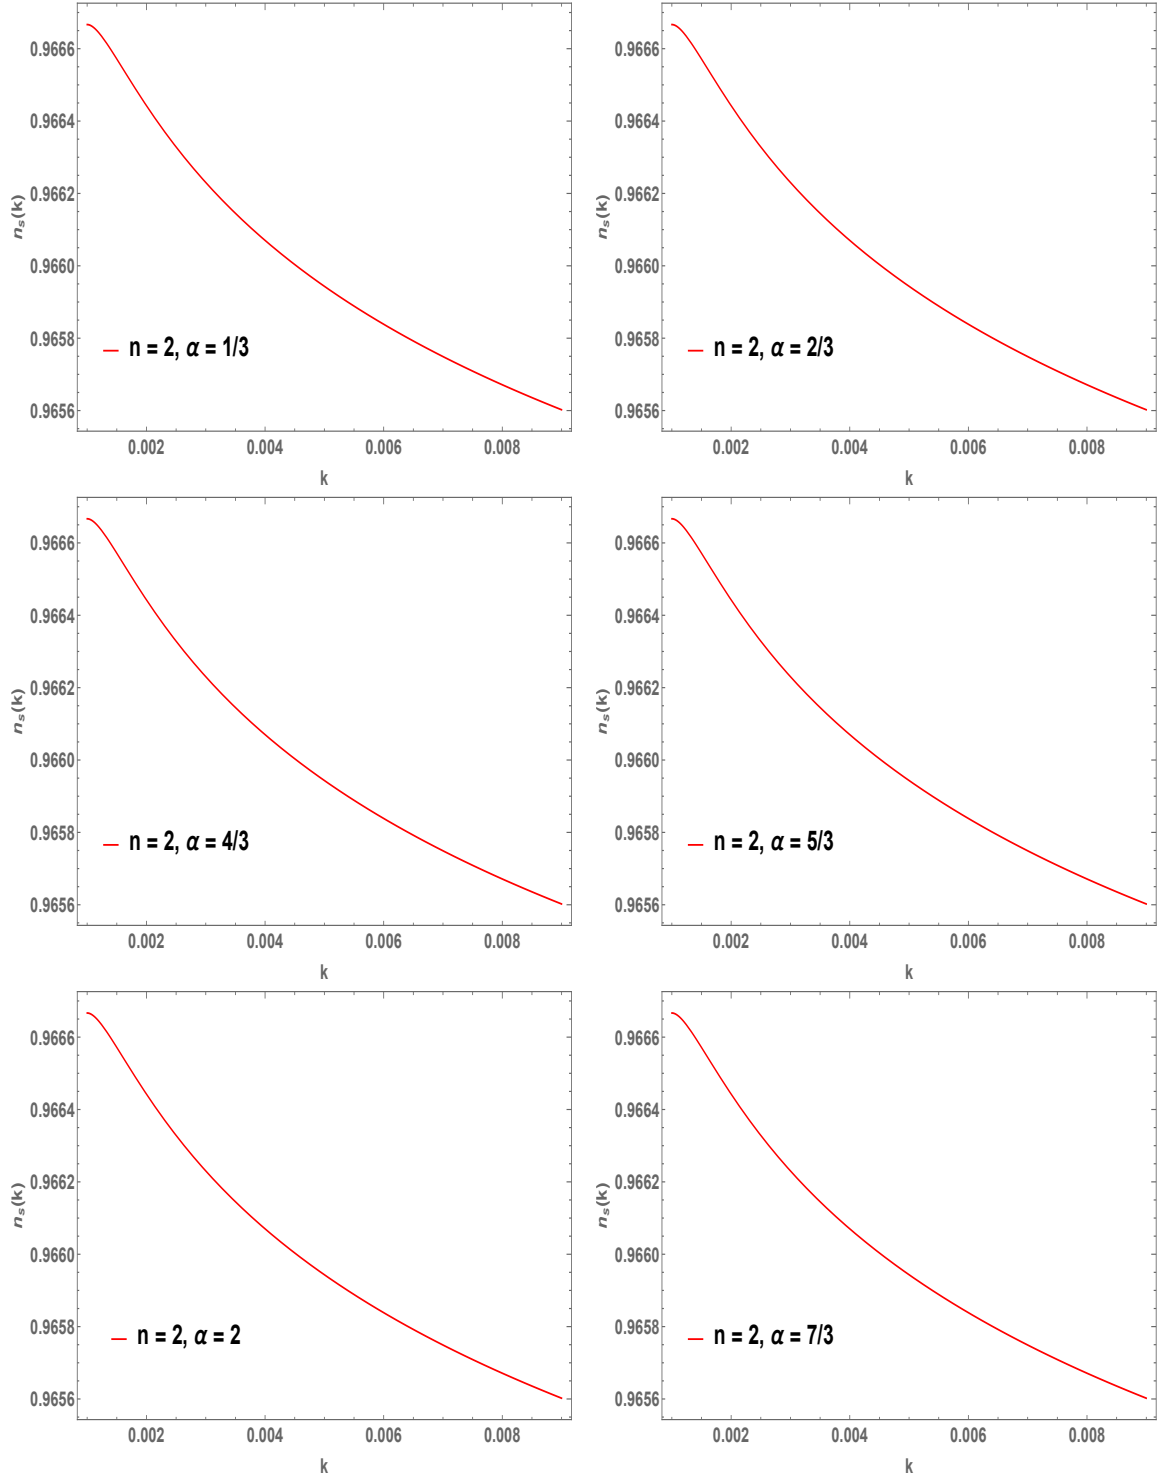 0.9666
0.9664
0.9662
0.9660
0.9658
0.9656
n_s(k)
n = 2, α = 1/3
0.002 0.004 0.006 0.008
k
0.9666
0.9664
0.9662
0.9660
0.9658
0.9656
n_s(k)
n = 2, α = 2/3
0.002 0.004 0.006 0.008
k
0.9666
0.9664
0.9662
0.9660
0.9658
0.9656
n_s(k)
n = 2, α = 4/3
0.002 0.004 0.006 0.008
k
0.9666
0.9664
0.9662
0.9660
0.9658
0.9656
n_s(k)
n = 2, α = 5/3
0.002 0.004 0.006 0.008
k
0.9666
0.9664
0.9662
0.9660
0.9658
0.9656
n_s(k)
n = 2, α = 2
0.002 0.004 0.006 0.008
k
0.9666
0.9664
0.9662
0.9660
0.9658
0.9656
n_s(k)
n = 2, α = 7/3
0.002 0.004 0.006 0.008
k